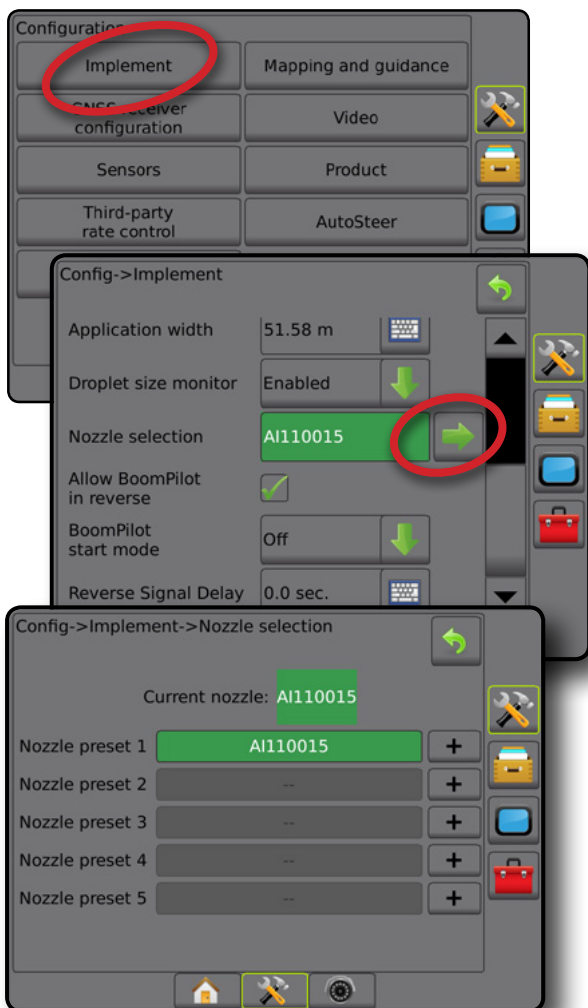 Configuration
Implement
Mapping and guidance
GNSS receiver
configuration
Video
Sensors
Product
Third-party
rate control
AutoSteer
Config->Implement
Application width
51.58 m
Droplet size monitor
Enabled
Nozzle selection
AI110015
Allow BoomPilot
in reverse
BoomPilot
start mode
Off
Reverse Signal Delay
0.0 sec.
Config->Implement->Nozzle selection
Current nozzle: AI110015
Nozzle preset 1
AI110015
+
Nozzle preset 2
--
+
Nozzle preset 3
--
+
Nozzle preset 4
--
+
Nozzle preset 5
--
+